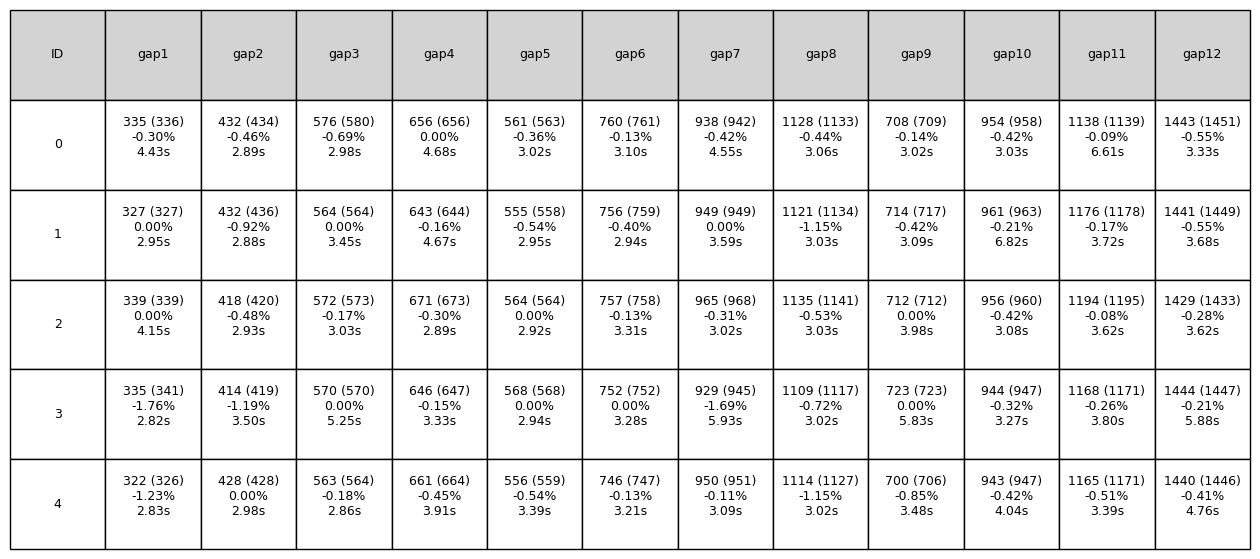 ID gap1 gap2 gap3 gap4 gap5 gap6 gap7 gap8 gap9 gap10 gap11 gap12
335 (336) 432 (434) 576 (580) 656 (656) 561 (563) 760 (761) 938 (942) 1128 (1133) 708 (709) 954 (958) 1138 (1139) 1443 (1451)
0 -0.30% -0.46% -0.69% 0.00% -0.36% -0.13% -0.42% -0.44% -0.14% -0.42% -0.09% -0.55%
4.43s 2.89s 2.98s 4.68s 3.02s 3.10s 4.55s 3.06s 3.02s 3.03s 6.61s 3.33s
327 (327) 432 (436) 564 (564) 643 (644) 555 (558) 756 (759) 949 (949) 1121 (1134) 714 (717) 961 (963) 1176 (1178) 1441 (1449)
1 0.00% -0.92% 0.00% -0.16% -0.54% -0.40% 0.00% -1.15% -0.42% -0.21% -0.17% -0.55%
2.95s 2.88s 3.45s 4.67s 2.95s 2.94s 3.59s 3.03s 3.09s 6.82s 3.72s 3.68s
339 (339) 418 (420) 572 (573) 671 (673) 564 (564) 757 (758) 965 (968) 1135 (1141) 712 (712) 956 (960) 1194 (1195) 1429 (1433)
2 0.00% -0.48% -0.17% -0.30% 0.00% -0.13% -0.31% -0.53% 0.00% -0.42% -0.08% -0.28%
4.15s 2.93s 3.03s 2.89s 2.92s 3.31s 3.02s 3.03s 3.98s 3.08s 3.62s 3.62s
335 (341) 414 (419) 570 (570) 646 (647) 568 (568) 752 (752) 929 (945) 1109 (1117) 723 (723) 944 (947) 1168 (1171) 1444 (1447)
3 -1.76% -1.19% 0.00% -0.15% 0.00% 0.00% -1.69% -0.72% 0.00% -0.32% -0.26% -0.21%
2.82s 3.50s 5.25s 3.33s 2.94s 3.28s 5.93s 3.02s 5.83s 3.27s 3.80s 5.88s
322 (326) 428 (428) 563 (564) 661 (664) 556 (559) 746 (747) 950 (951) 1114 (1127) 700 (706) 943 (947) 1165 (1171) 1440 (1446)
4 -1.23% 0.00% -0.18% -0.45% -0.54% -0.13% -0.11% -1.15% -0.85% -0.42% -0.51% -0.41%
2.83s 2.98s 2.86s 3.91s 3.39s 3.21s 3.09s 3.02s 3.48s 4.04s 3.39s 4.76s